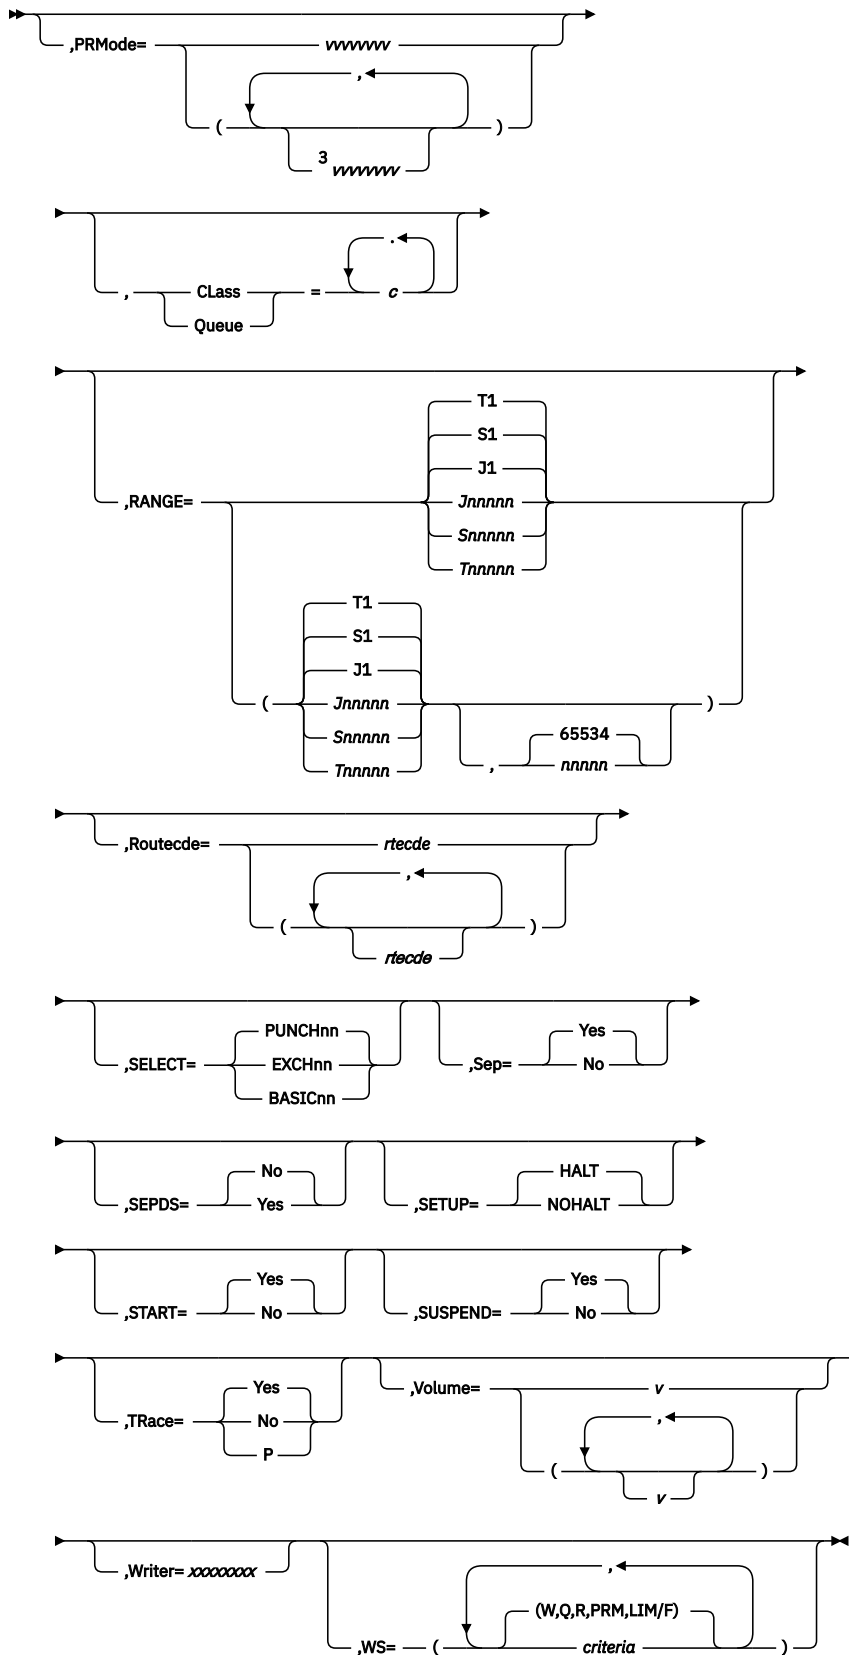 ,PRMode= vvvvvvvv
,
( )
3 vvvvvvvv
.
, CLass = c
Queue
T1
S1
J1
,RANGE= Jnnnnn
Snnnnn
Tnnnnn
T1
S1
J1
( Jnnnnn )
Snnnnn , 65534
Tnnnnn nnnnn
,Routecde= rtecde
,
( )
rtecde
PUNCHnn Yes
,SELECT= EXCHnn ,Sep= No
BASICnn
No HALT
,SEPDS= Yes ,SETUP= NOHALT
Yes Yes
,START= No ,SUSPEND= No
Yes ,Volume= v
,TRace= No ,
P ( )
v
,Writer= xxxxxxxx ,
(W,Q,R,PRM,LIM/F)
,WS= ( criteria )